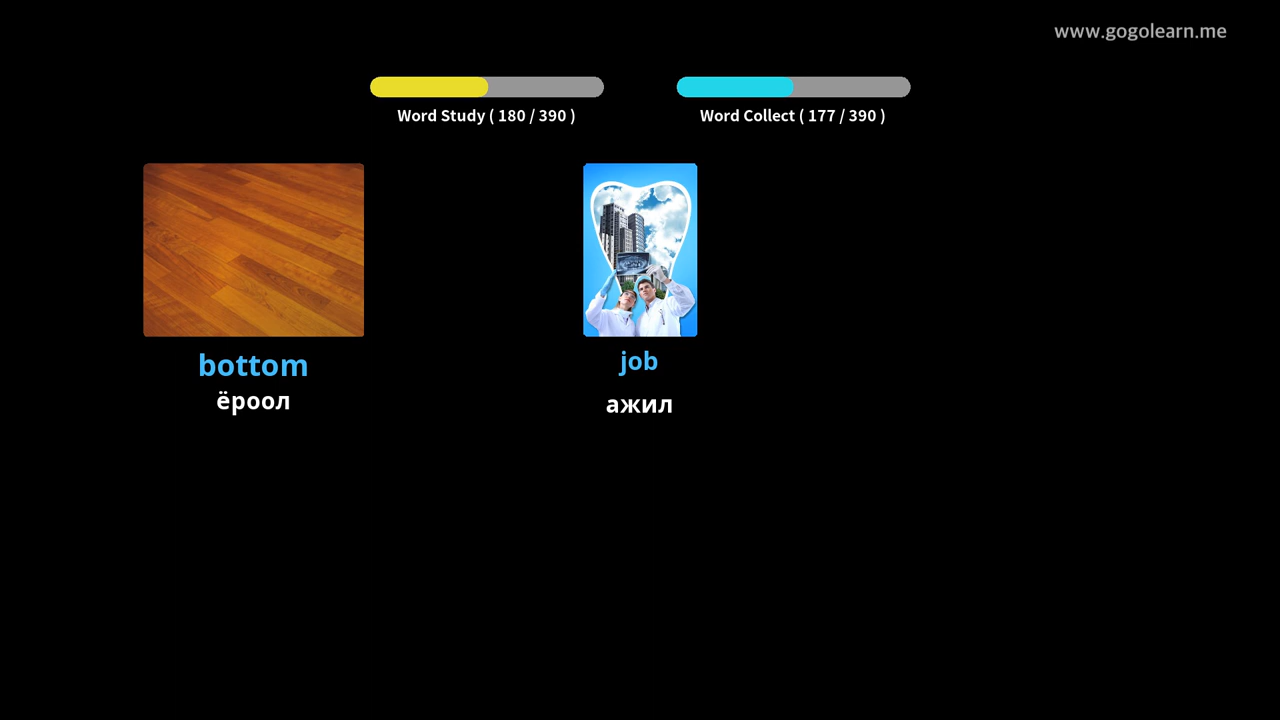 www.gogolearn.me
Word Study ( 180 / 390 )
Word Collect ( 177 / 390 )
bottom
ёроол
job
ажил